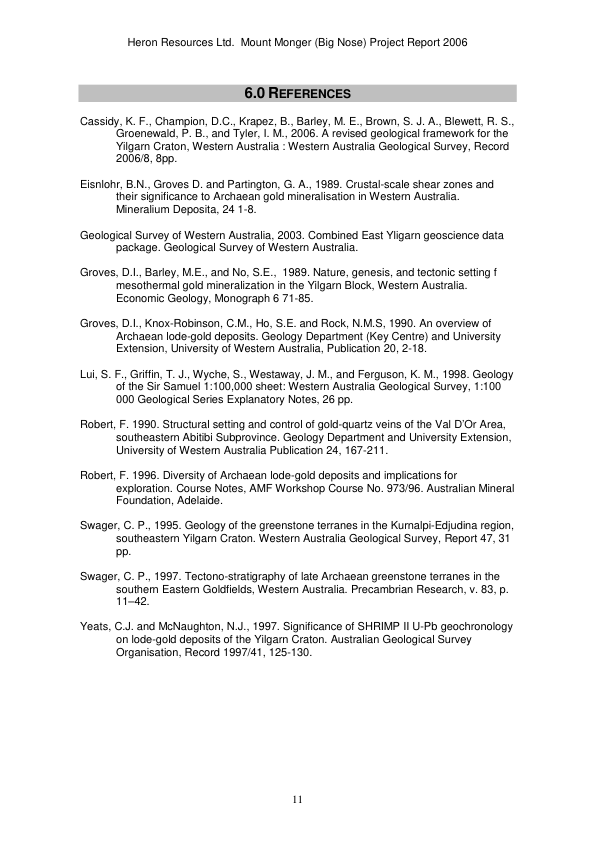 Heron Resources Ltd. Mount Monger (Big Nose) Project Report 2006
6.0 REFERENCES
Cassidy, K. F., Champion, D.C., Krapez, B., Barley, M. E., Brown, S. J. A., Blewett, R. S.,
Groenewald, P. B., and Tyler, I. M., 2006. A revised geological framework for the
Yilgarn Craton, Western Australia : Western Australia Geological Survey, Record
2006/8, 8pp.
Eisnlohr, B.N., Groves D. and Partington, G. A., 1989. Crustal-scale shear zones and
their significance to Archaean gold mineralisation in Western Australia.
Mineralium Deposita, 24 1-8.
Geological Survey of Western Australia, 2003. Combined East Yligarn geoscience data
package. Geological Survey of Western Australia.
Groves, D.I., Barley, M.E., and No, S.E., 1989. Nature, genesis, and tectonic setting f
mesothermal gold mineralization in the Yilgarn Block, Western Australia.
Economic Geology, Monograph 6 71-85.
Groves, D.I., Knox-Robinson, C.M., Ho, S.E. and Rock, N.M.S, 1990. An overview of
Archaean lode-gold deposits. Geology Department (Key Centre) and University
Extension, University of Western Australia, Publication 20, 2-18.
Lui, S. F., Griffin, T. J., Wyche, S., Westaway, J. M., and Ferguson, K. M., 1998. Geology
of the Sir Samuel 1:100,000 sheet: Western Australia Geological Survey, 1:100
000 Geological Series Explanatory Notes, 26 pp.
Robert, F. 1990. Structural setting and control of gold-quartz veins of the Val D'Or Area,
southeastern Abitibi Subprovince. Geology Department and University Extension,
University of Western Australia Publication 24, 167-211.
Robert, F. 1996. Diversity of Archaean lode-gold deposits and implications for
exploration. Course Notes, AMF Workshop Course No. 973/96. Australian Mineral
Foundation, Adelaide.
Swager, C. P., 1995. Geology of the greenstone terranes in the Kurnalpi-Edjudina region,
southeastern Yilgarn Craton. Western Australia Geological Survey, Report 47, 31
pp.
Swager, C. P., 1997. Tectono-stratigraphy of late Archaean greenstone terranes in the
southern Eastern Goldfields, Western Australia. Precambrian Research, v. 83, p.
11–42.
Yeats, C.J. and McNaughton, N.J., 1997. Significance of SHRIMP II U-Pb geochronology
on lode-gold deposits of the Yilgarn Craton. Australian Geological Survey
Organisation, Record 1997/41, 125-130.
11